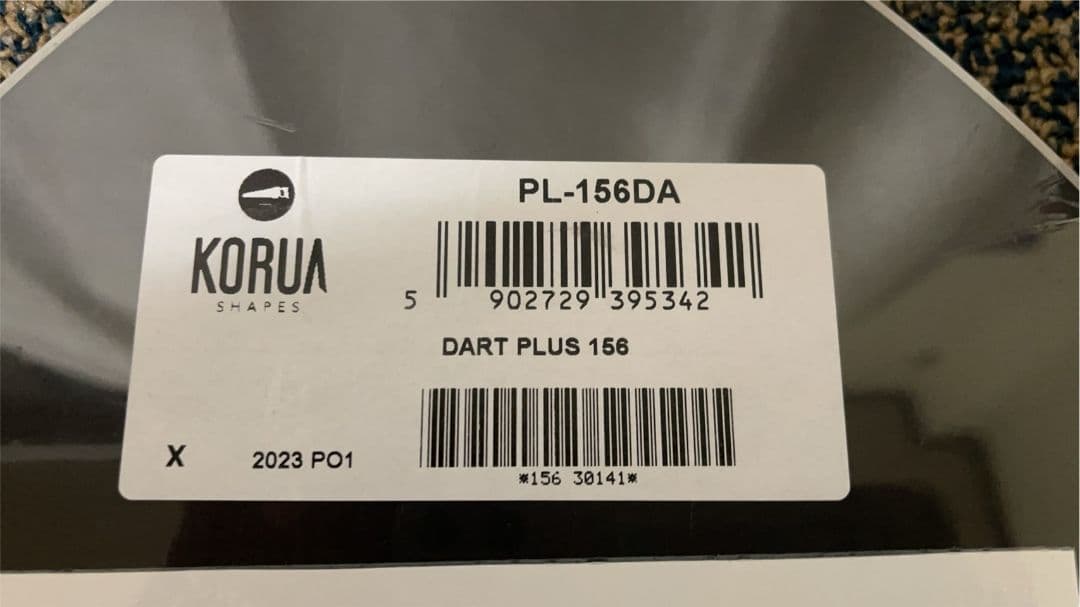 KORUA
SHAPES
PL-156DA
5 902729 395342
DART PLUS 156
X 2023 PO1
*156 30141*